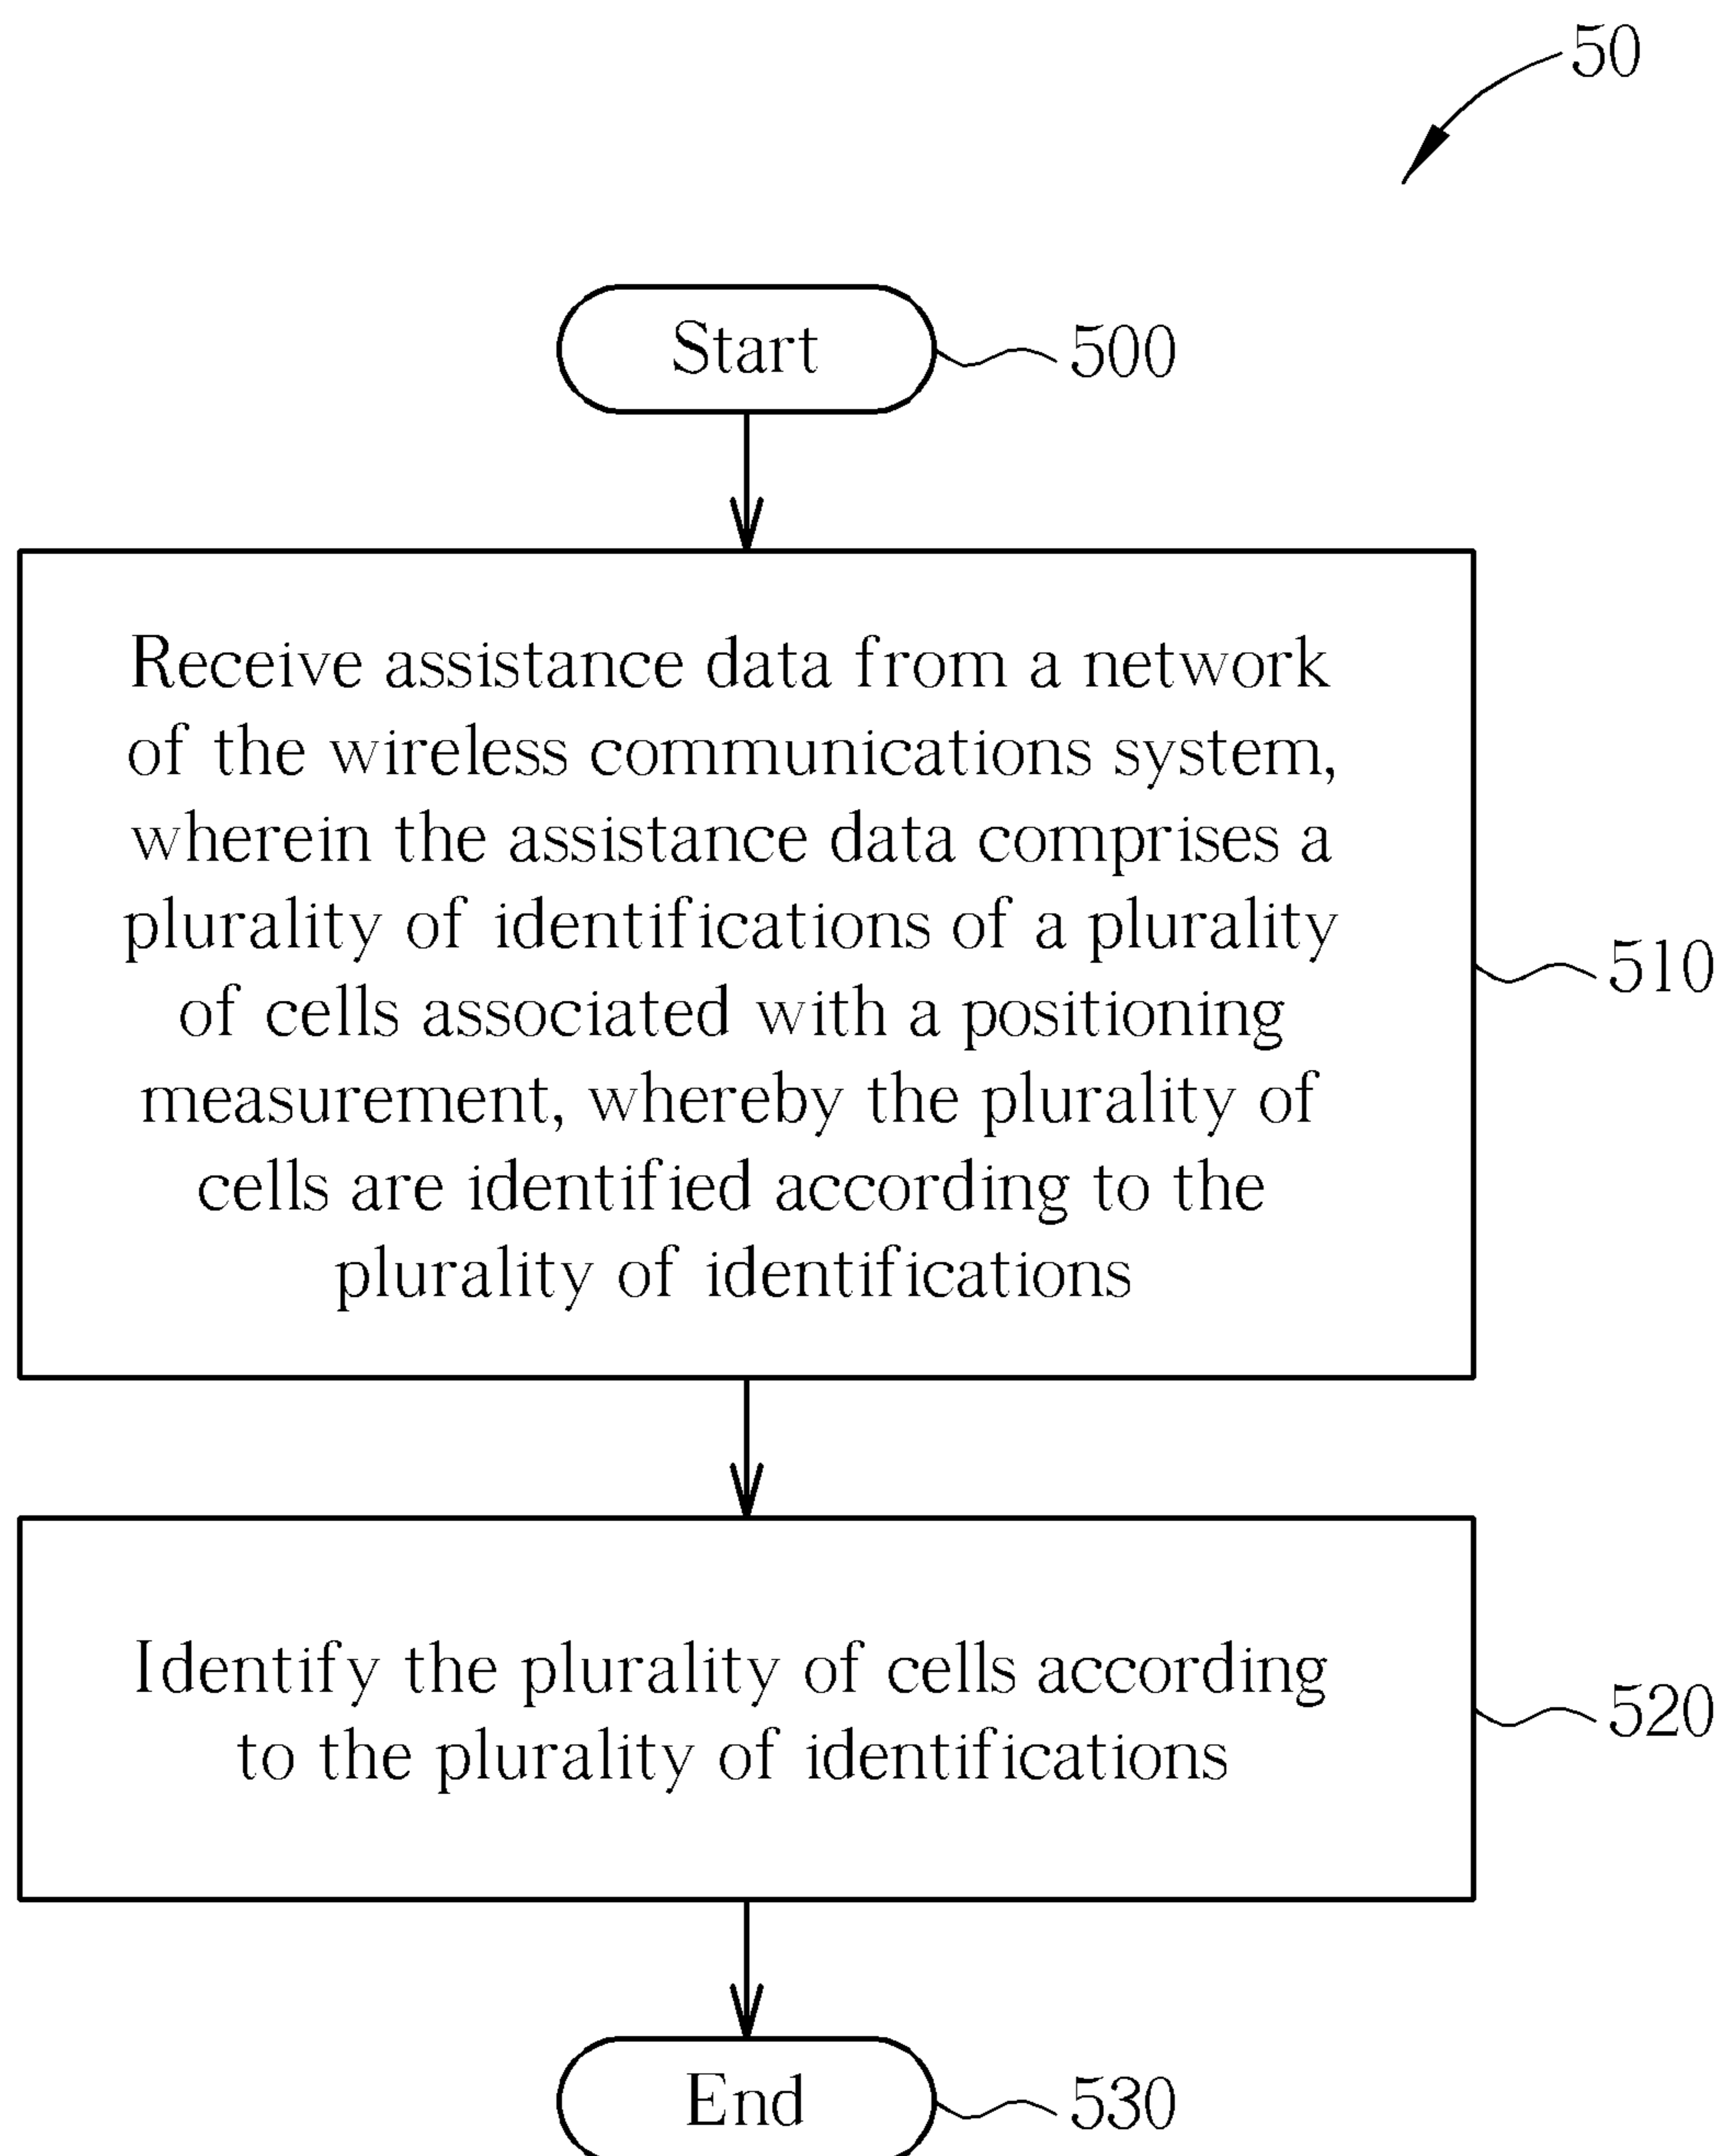 50
Start
500
Receive assistance data from a network
of the wireless communications system,
wherein the assistance data comprises a
plurality of identifications of a plurality
of cells associated with a positioning
measurement, whereby the plurality of
cells are identified according to the
plurality of identifications
510
Identify the plurality of cells according
to the plurality of identifications
520
End
530